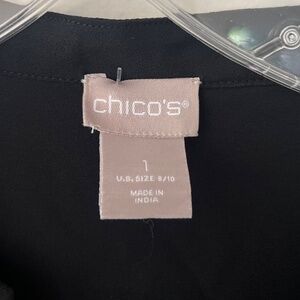 chico's®
1
U.S. SIZE 8/10
MADE IN
INDIA